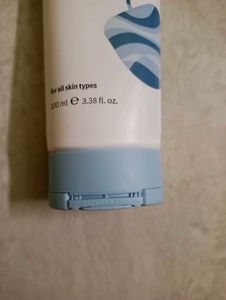 for all skin types
100 ml ℮ 3.38 fl. oz.